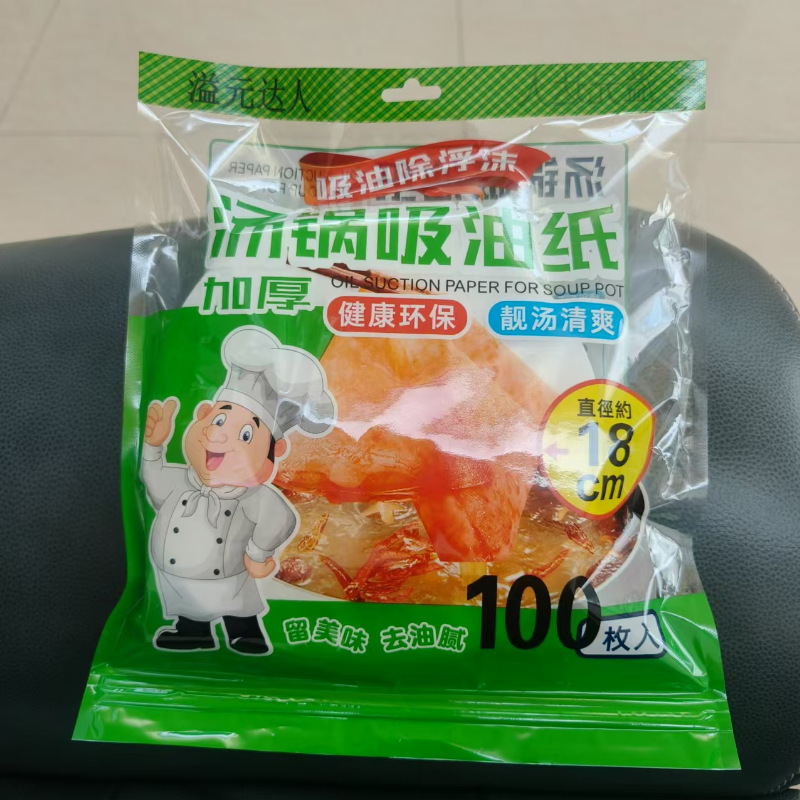 溢元达人
吸油除浮沫
汤锅吸油纸
OIL SUCTION PAPER FOR SOUP POT
加厚
健康环保
靓汤清爽
直徑約
18
cm
留美味 去油腻
100
枚入